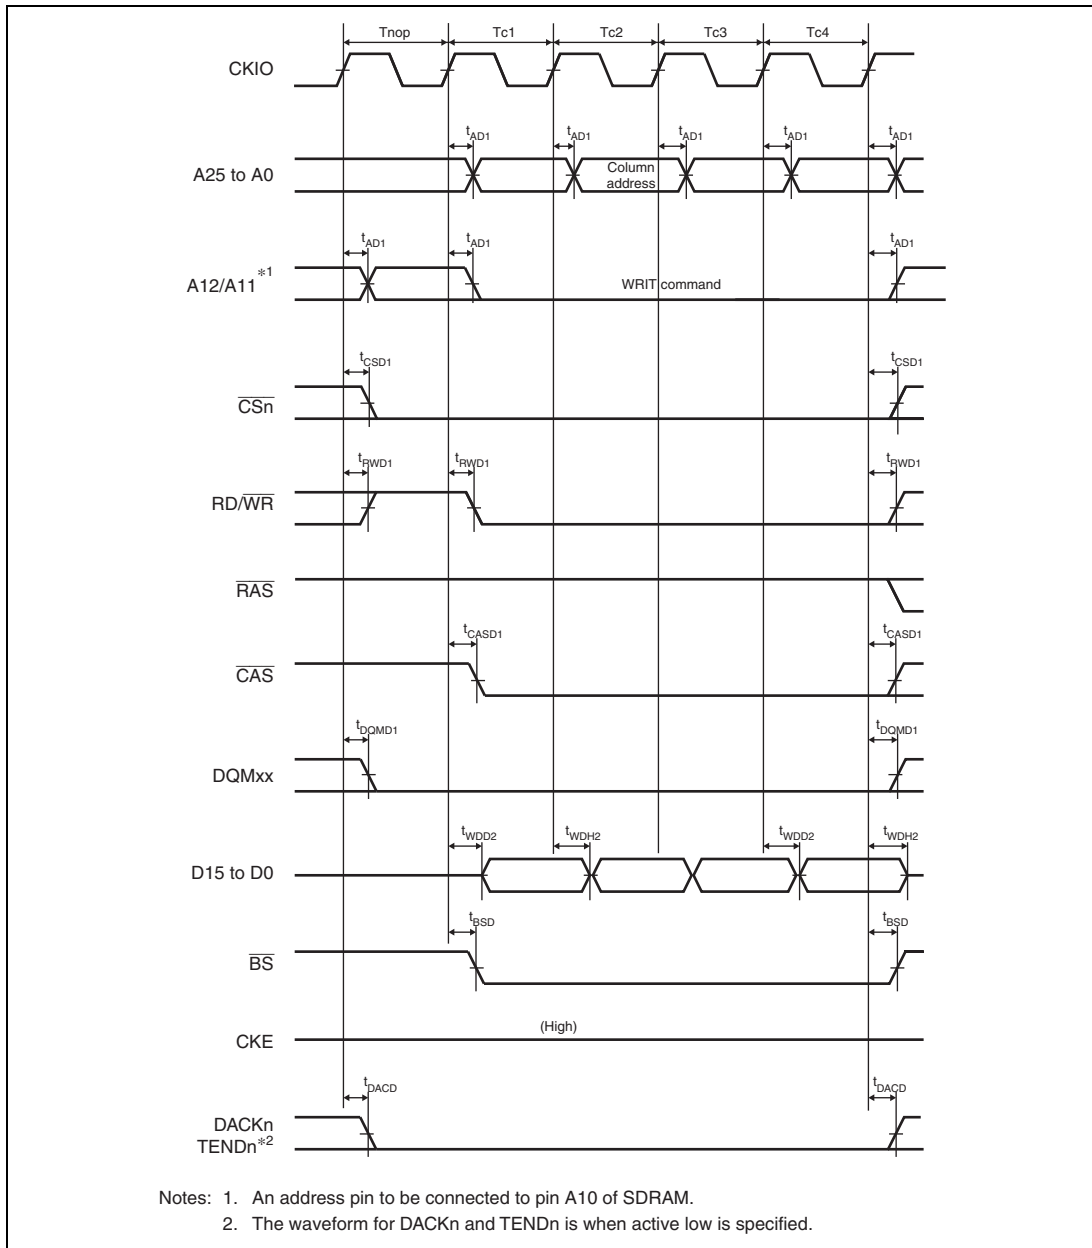 Tnop Tc1 Tc2 Tc3 Tc4
CKIO
tAD1 tAD1 tAD1 tAD1 tAD1
A25 to A0
Column
address
tAD1 tAD1 tAD1
A12/A11*1
WRIT command
tCSD1 tCSD1
CSn
tRWD1 tRWD1 tRWD1
RD/WR
RAS
tCASD1 tCASD1
CAS
tDQMD1 tDQMD1
DQMxx
tWDD2 tWDH2 tWDD2 tWDH2
D15 to D0
tBSD tBSD
BS
(High)
CKE
tDACD tDACD
DACKn
TENDn*2
Notes: 1. An address pin to be connected to pin A10 of SDRAM.
2. The waveform for DACKn and TENDn is when active low is specified.